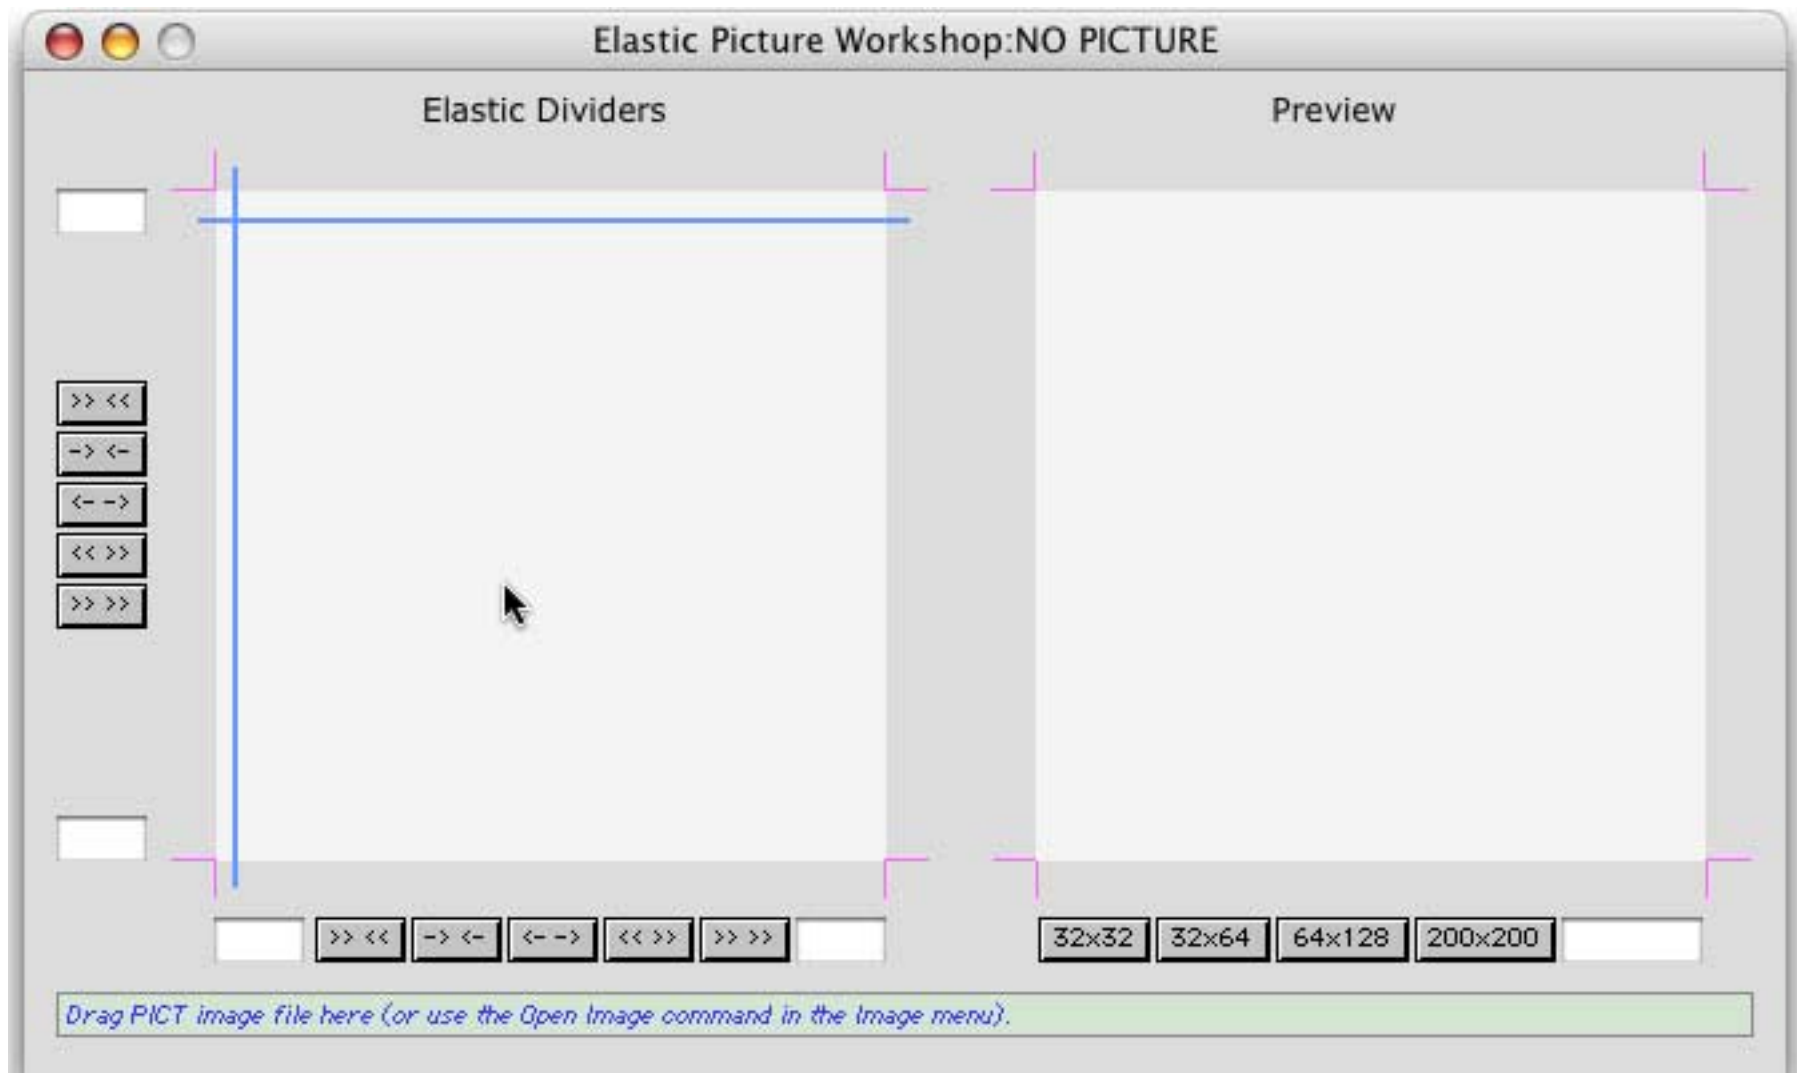 Elastic Picture Workshop:NO PICTURE
Elastic Dividers
Preview
>> <<
-> <-
<- ->
<< >>
>> >>
>> << -> <- <- -> << >> >> >>
32x32 32x64 64x128 200x200
Drag PICT image file here (or use the Open Image command in the Image menu).